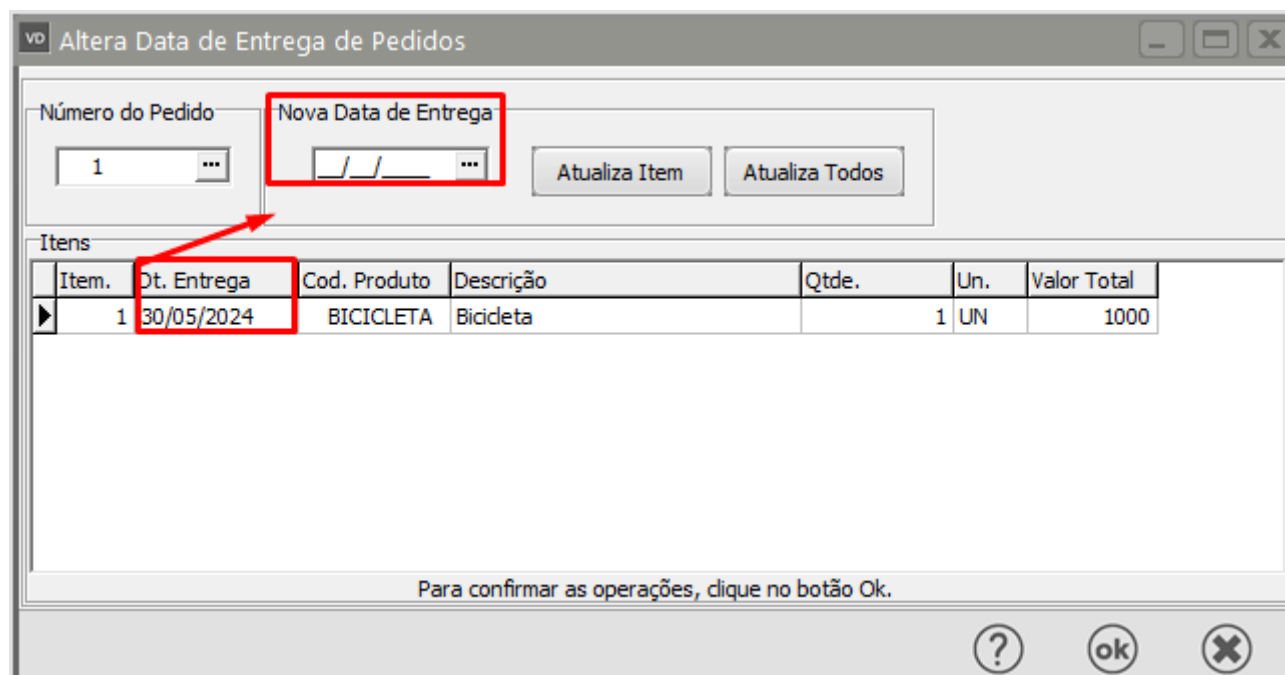 VD Altera Data de Entrega de Pedidos
Número do Pedido Nova Data de Entrega
1 ... __/__/____ ... Atualiza Item Atualiza Todos
Itens
Item. Dt. Entrega Cod. Produto Descrição Qtde. Un. Valor Total
1 30/05/2024 BICICLETA Bicicleta 1 UN 1000
Para confirmar as operações, clique no botão Ok.
? ok